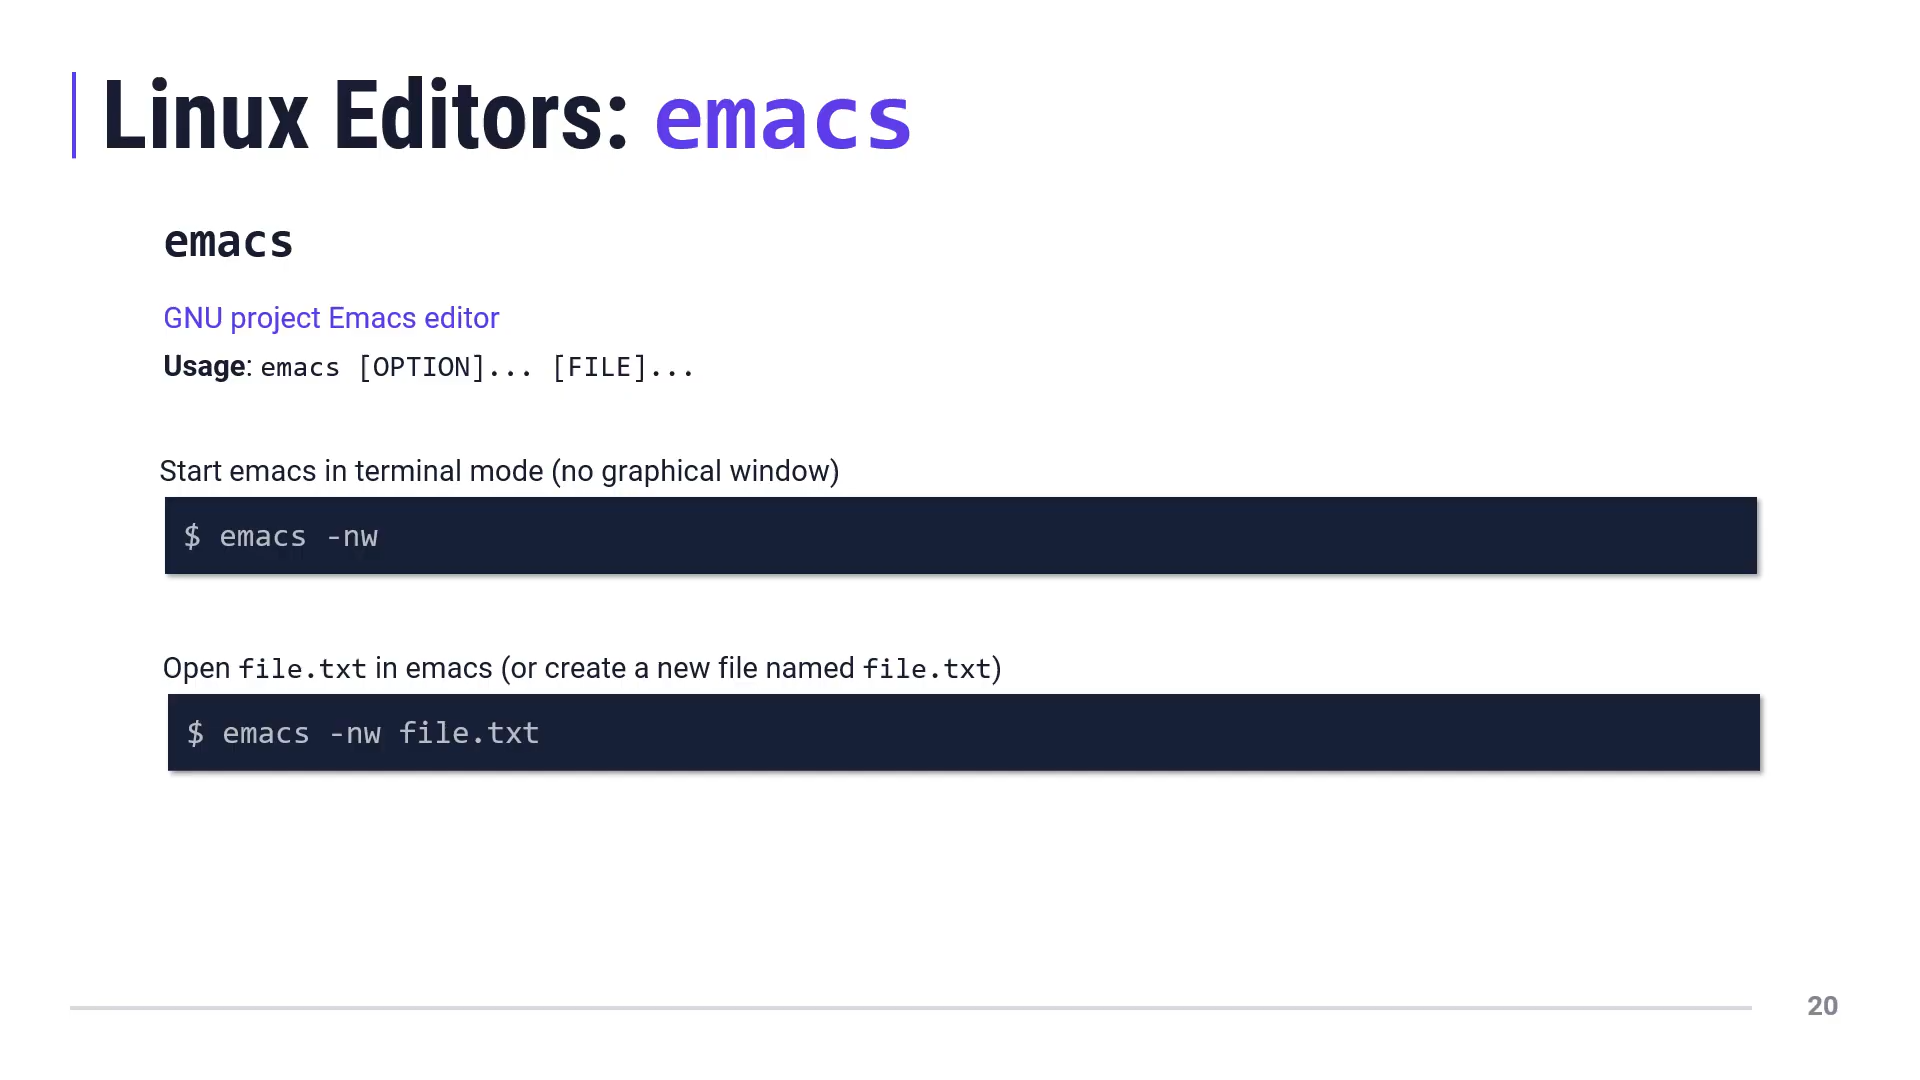 Linux Editors: emacs
emacs
GNU project Emacs editor
Usage: emacs [OPTION]... [FILE]...
Start emacs in terminal mode (no graphical window)
$ emacs -nw
Open file.txt in emacs (or create a new file named file.txt)
$ emacs -nw file.txt
20